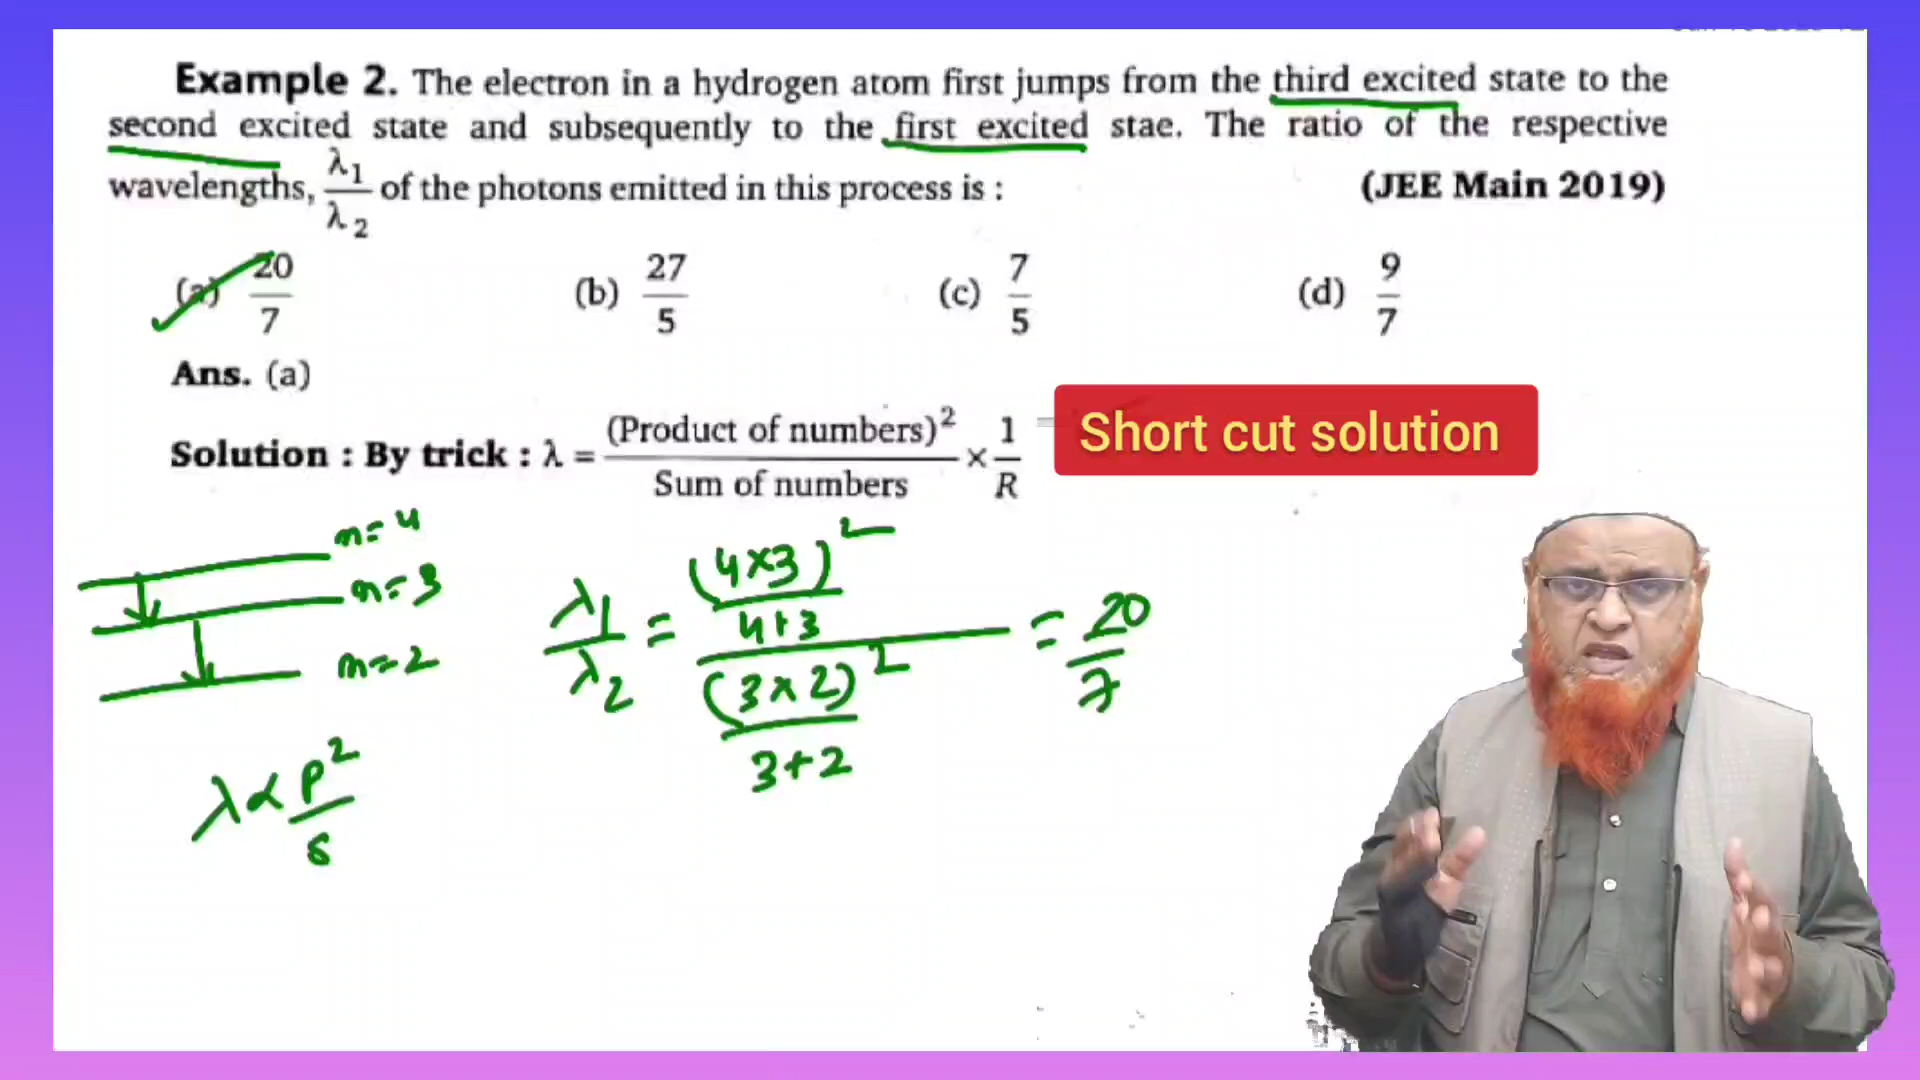 Example 2. The electron in a hydrogen atom first jumps from the third excited state to the
second excited state and subsequently to the first excited stae. The ratio of the respective
wavelengths, λ1/λ2 of the photons emitted in this process is : (JEE Main 2019)
(a) 20/7 (b) 27/5 (c) 7/5 (d) 9/7
Ans. (a)
Solution : By trick : λ = (Product of numbers)²/Sum of numbers × 1/R
Short cut solution
n=4
n=3
n=2
λ1/λ2 = ((4×3)²/(4+3))/((3×2)²/(3+2)) = 20/7
λ∝P²/s